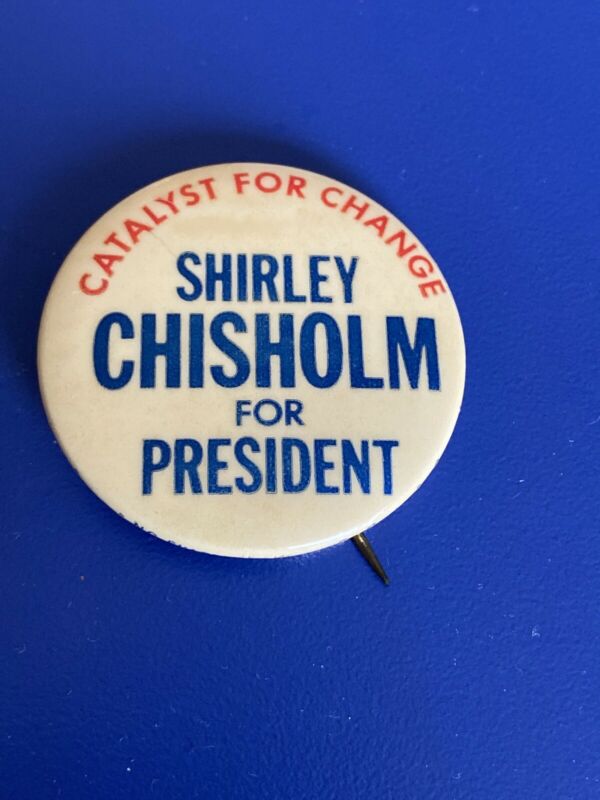 CATALYST FOR CHANGE
SHIRLEY
CHISHOLM
FOR
PRESIDENT